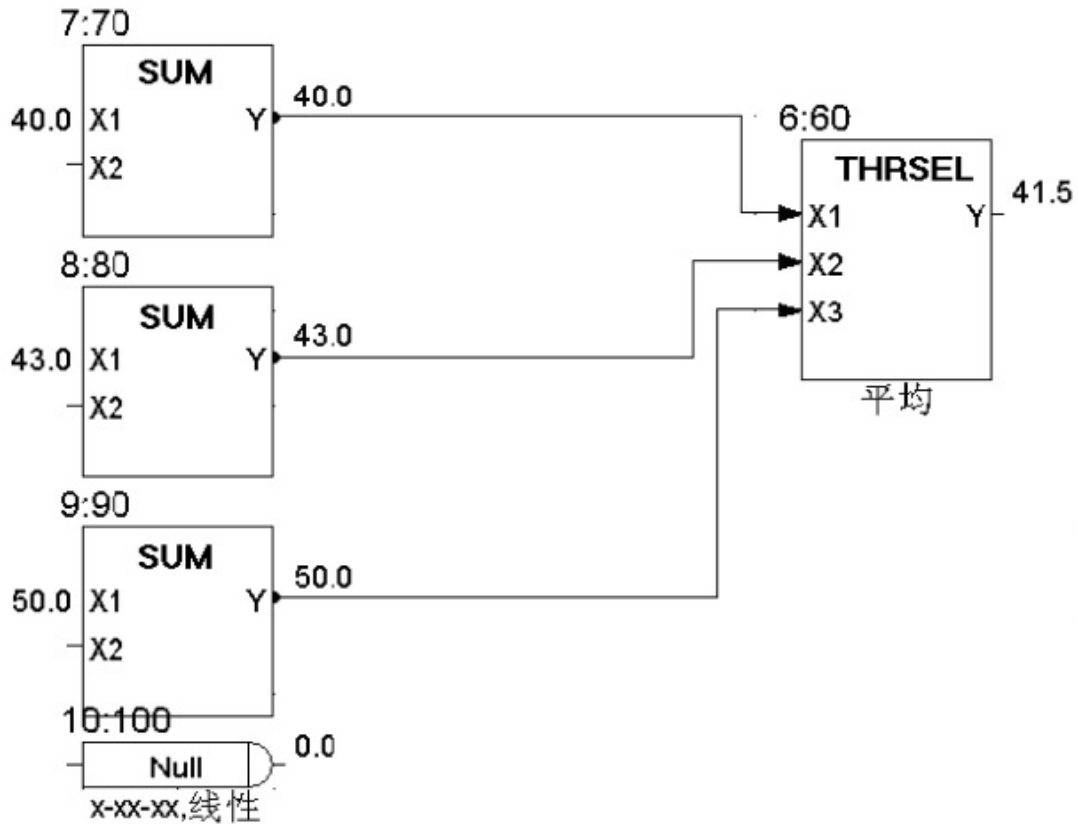 7:70
SUM
40.0 X1 Y 40.0
X2
8:80
SUM
43.0 X1 Y 43.0
X2
9:90
SUM
50.0 X1 Y 50.0
X2
10:100
Null 0.0
x-xx-xx,线性
6:60
THRSEL
X1 Y 41.5
X2
X3
平均